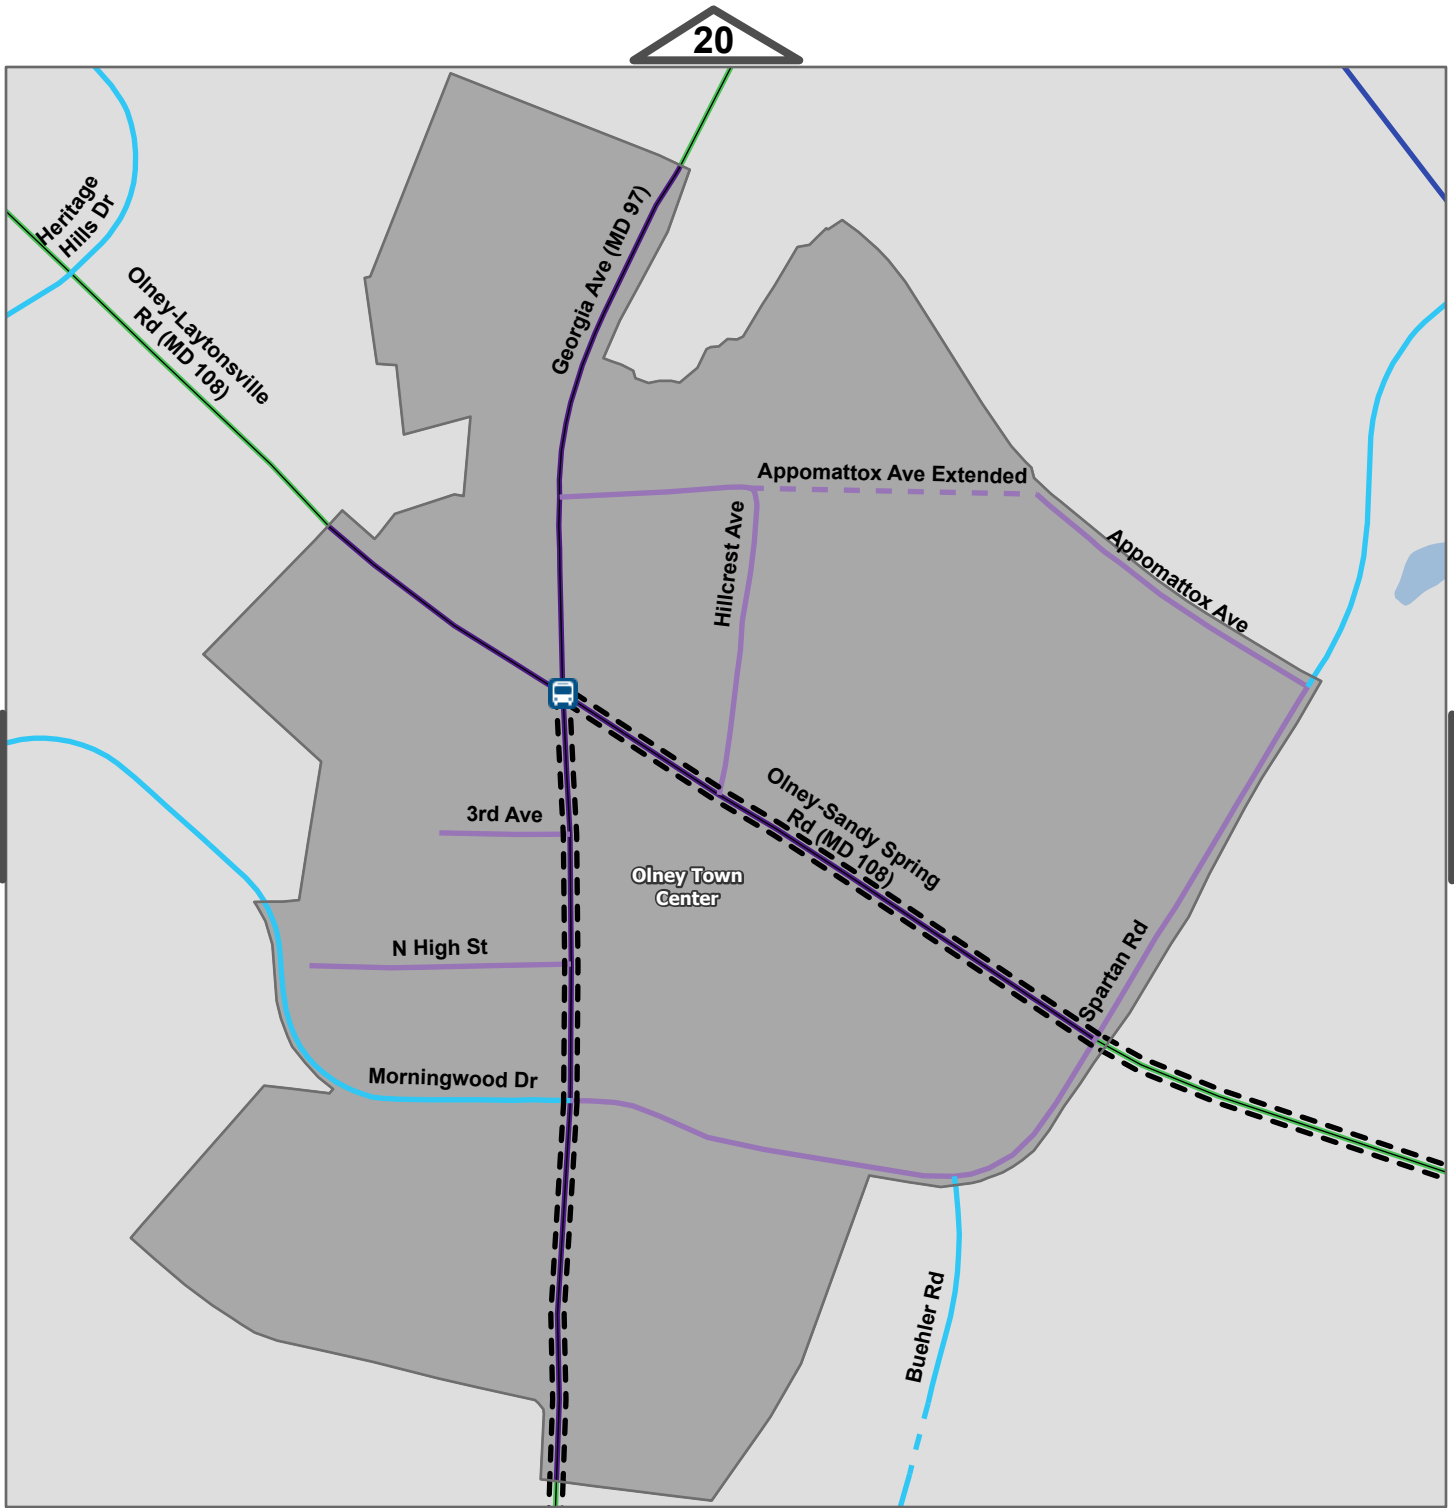 20
Heritage
Hills Dr
Georgia Ave (MD 97)
Olney-Laytonsville
Rd (MD 108)
Appomattox Ave Extended
Hillcrest Ave
Appomattox Ave
3rd Ave
Olney-Sandy Spring
Rd (MD 108)
Olney Town
Center
N High St
Spartan Rd
Morningwood Dr
Buehler Rd